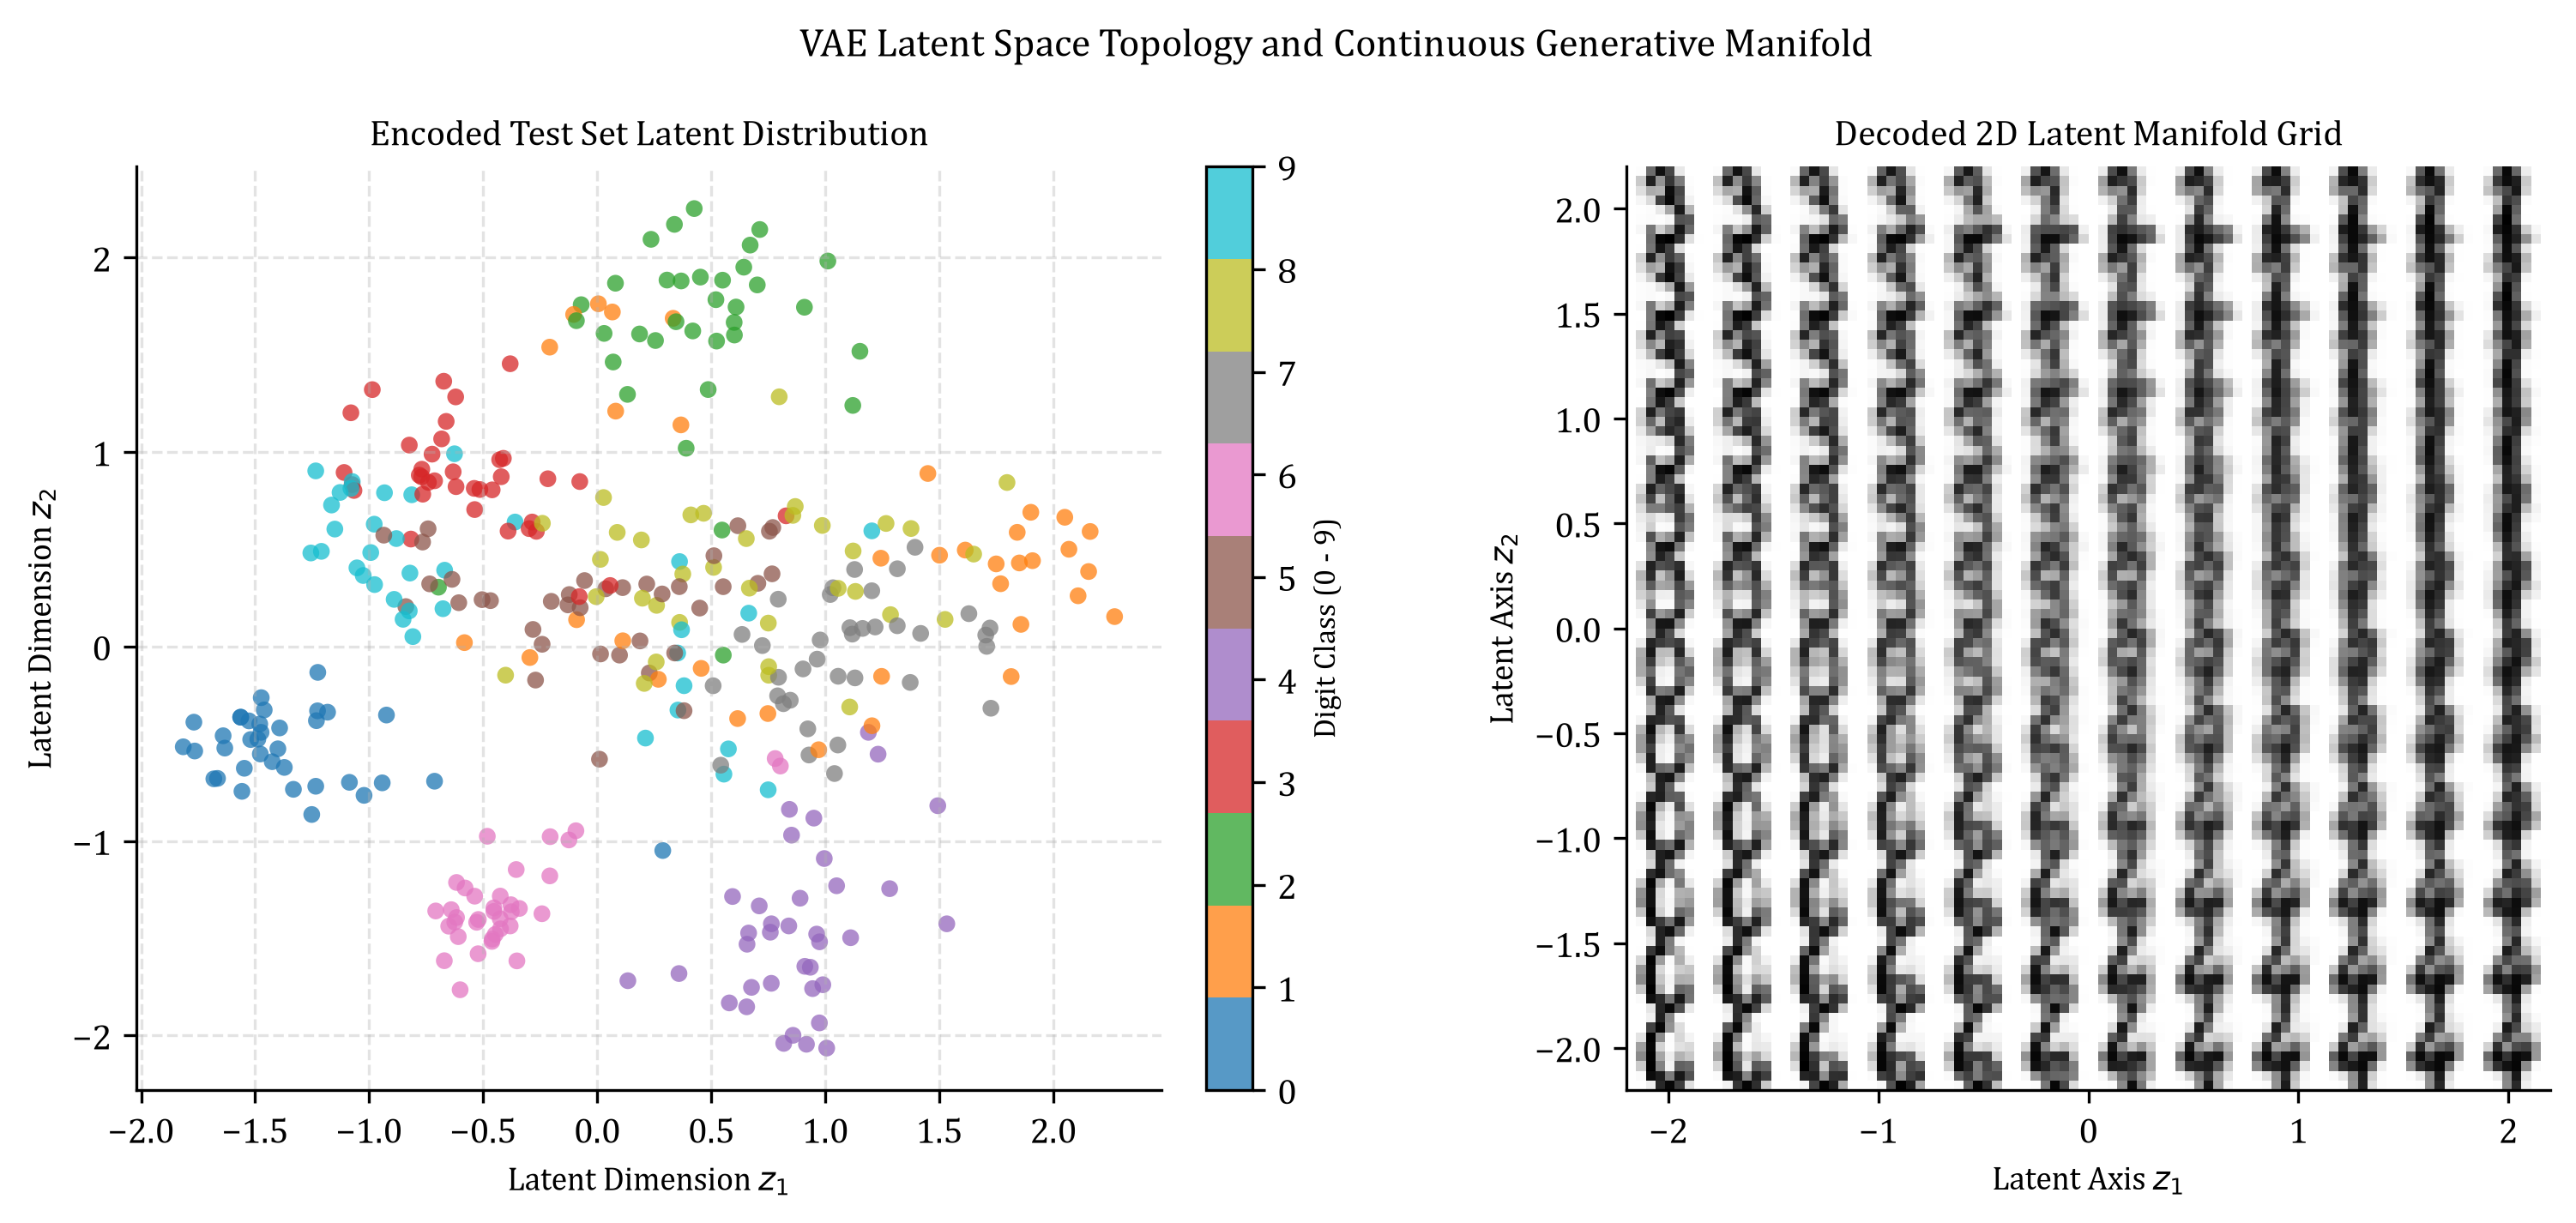 VAE Latent Space Topology and Continuous Generative Manifold
Encoded Test Set Latent Distribution
Latent Dimension z₂
2
1
0
−1
−2
−2.0 −1.5 −1.0 −0.5 0.0 0.5 1.0 1.5 2.0
Latent Dimension z₁
9
8
7
6
5
4
3
2
1
0
Digit Class (0 - 9)
Decoded 2D Latent Manifold Grid
Latent Axis z₂
2.0
1.5
1.0
0.5
0.0
−0.5
−1.0
−1.5
−2.0
−2 −1 0 1 2
Latent Axis z₁